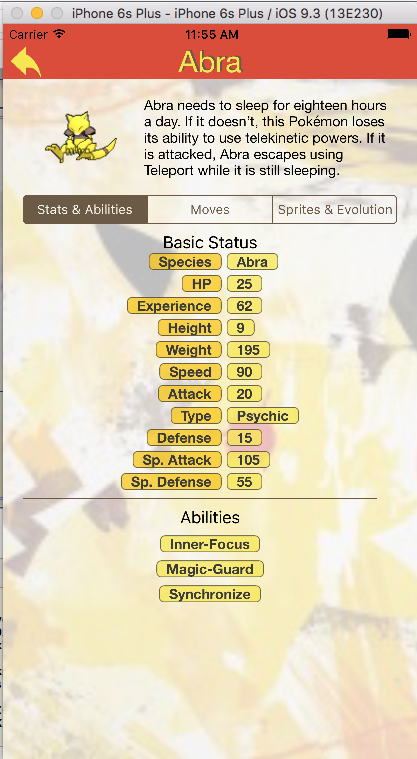 iPhone 6s Plus - iPhone 6s Plus / iOS 9.3 (13E230)
Carrier 11:55 AM
Abra
Abra needs to sleep for eighteen hours
a day. If it doesn't, this Pokémon loses
its ability to use telekinetic powers. If it
is attacked, Abra escapes using
Teleport while it is still sleeping.
Stats & Abilities Moves Sprites & Evolution
Basic Status
Species Abra
HP 25
Experience 62
Height 9
Weight 195
Speed 90
Attack 20
Type Psychic
Defense 15
Sp. Attack 105
Sp. Defense 55
Abilities
Inner-Focus
Magic-Guard
Synchronize